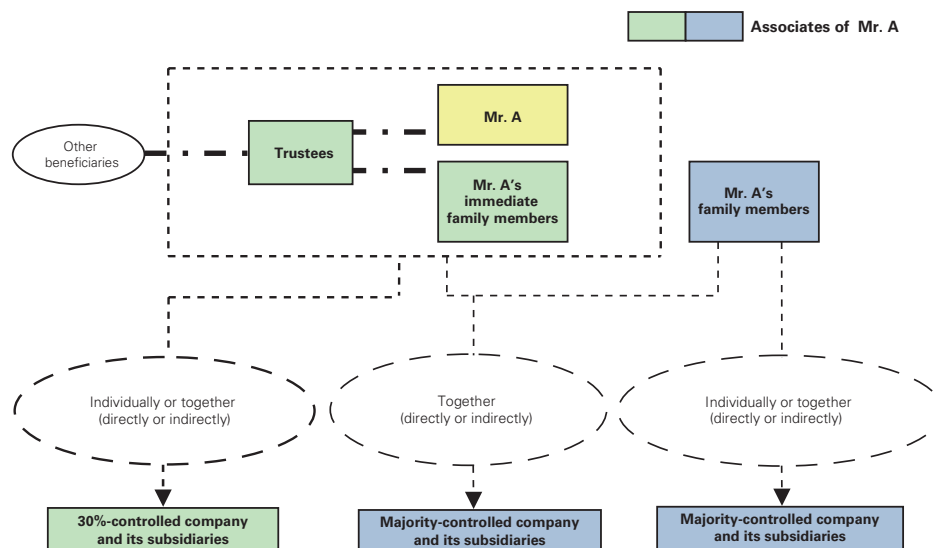 Associates of Mr. A
Other
beneficiaries
Trustees
Mr. A
Mr. A's
immediate
family members
Mr. A's
family members
Individually or together
(directly or indirectly)
Together
(directly or indirectly)
Individually or together
(directly or indirectly)
30%-controlled company
and its subsidiaries
Majority-controlled company
and its subsidiaries
Majority-controlled company
and its subsidiaries